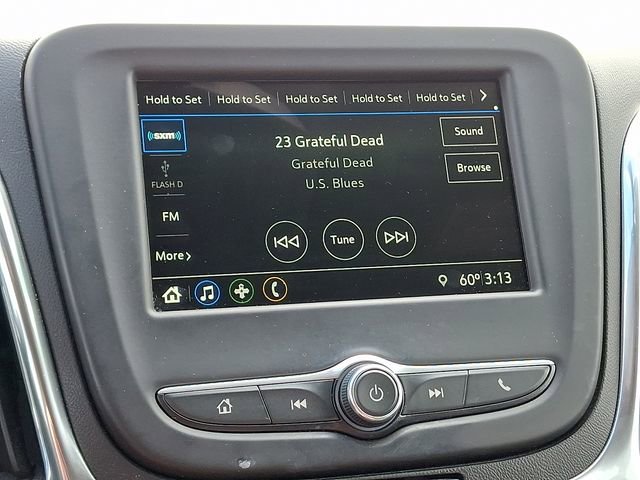 Hold to Set Hold to Set Hold to Set Hold to Set Hold to Set
((sxm))
23 Grateful Dead
Sound
Grateful Dead
Browse
FLASH D
U.S. Blues
FM
Tune
More
60° 3:13